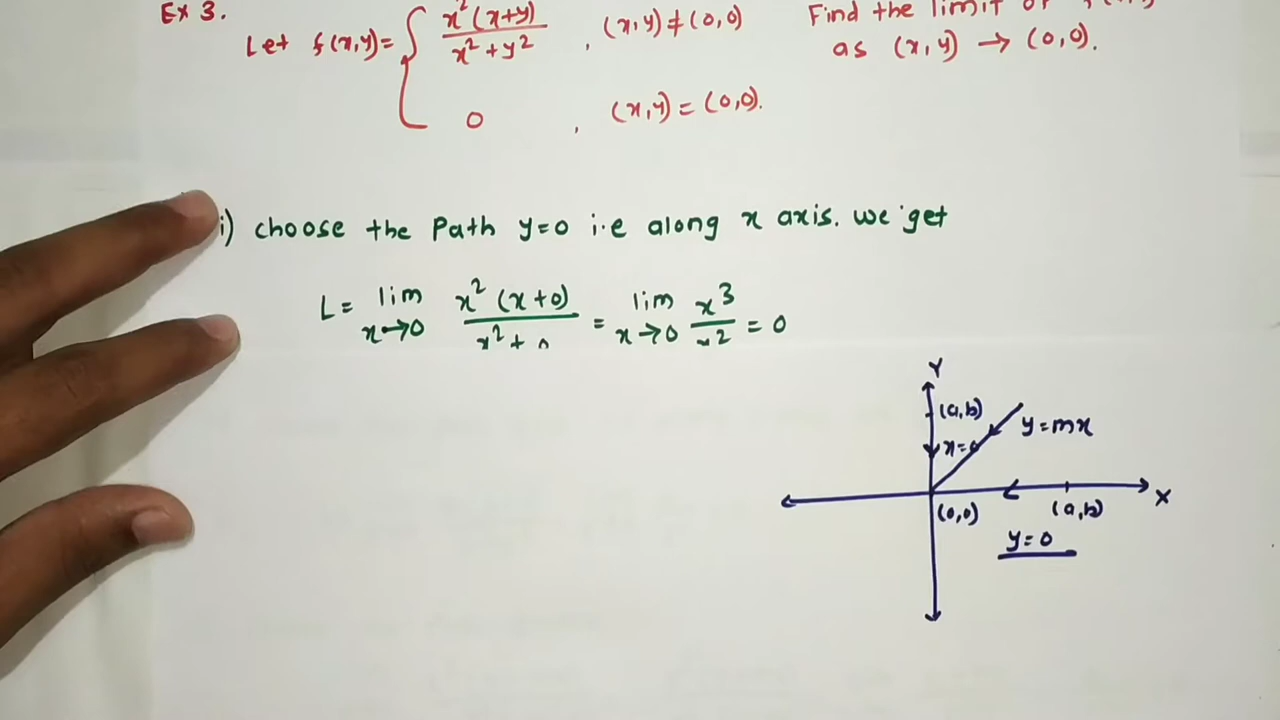 Ex 3.
Let f(x,y)= { x²(x+y) / x²+y² , (x,y)≠(0,0)
0 , (x,y)=(0,0).
Find the limit of
as (x,y) → (0,0).
i) choose the Path y=0 i.e along x axis. we get
L = lim x→0 x²(x+0) / x²+0 = lim x→0 x³ / x² = 0
Y
(a,b)
x=0
y=mx
X
(0,0)
(a,b)
y=0